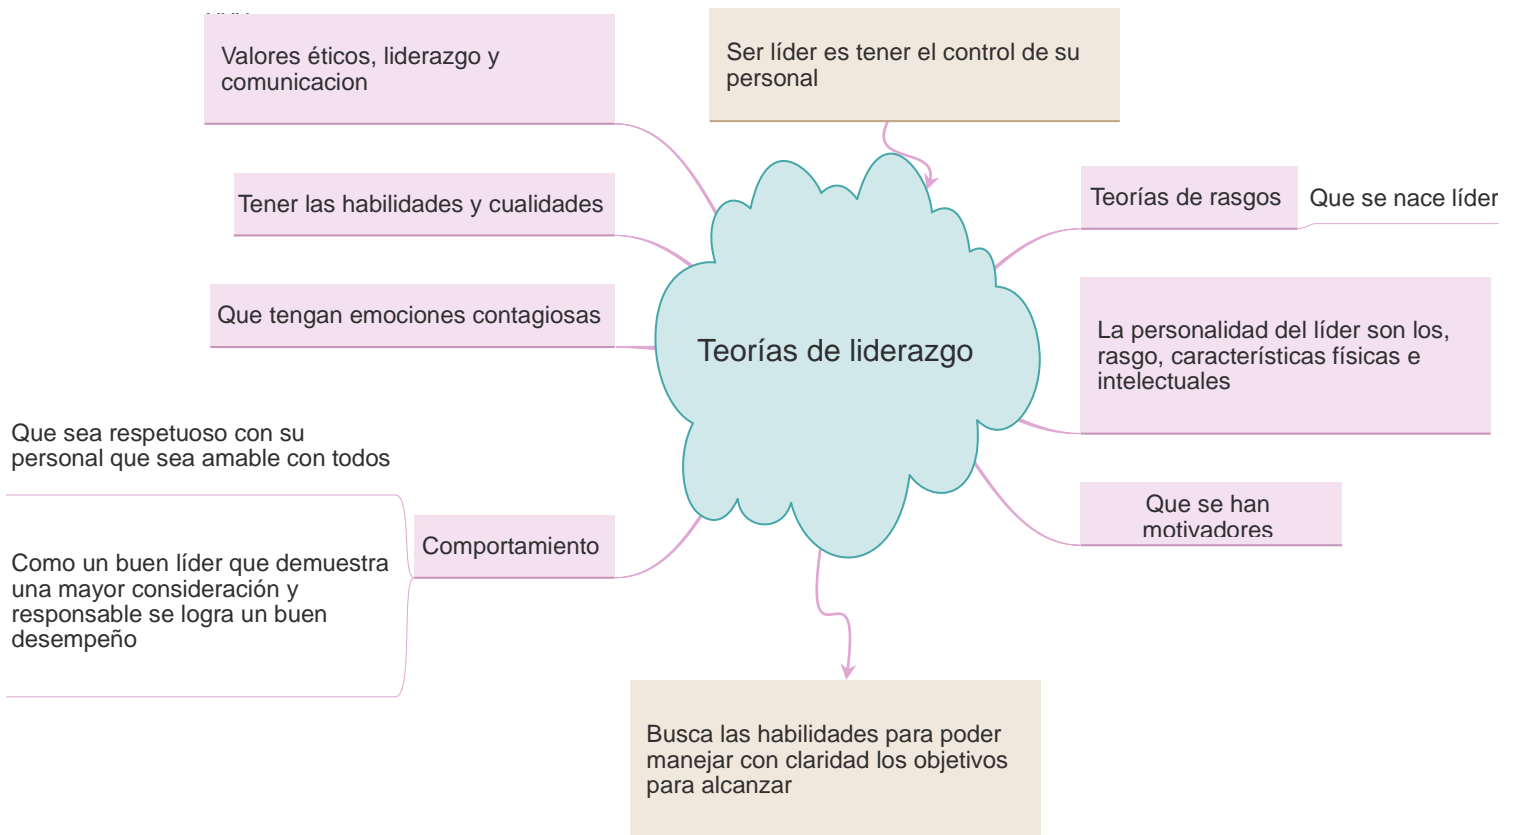 Valores éticos, liderazgo y
comunicacion
Ser líder es tener el control de su
personal
Tener las habilidades y cualidades
Teorías de rasgos
Que se nace líder
Que tengan emociones contagiosas
Teorías de liderazgo
La personalidad del líder son los,
rasgo, características físicas e
intelectuales
Que sea respetuoso con su
personal que sea amable con todos
Que se han
motivadores
Comportamiento
Como un buen líder que demuestra
una mayor consideración y
responsable se logra un buen
desempeño
Busca las habilidades para poder
manejar con claridad los objetivos
para alcanzar